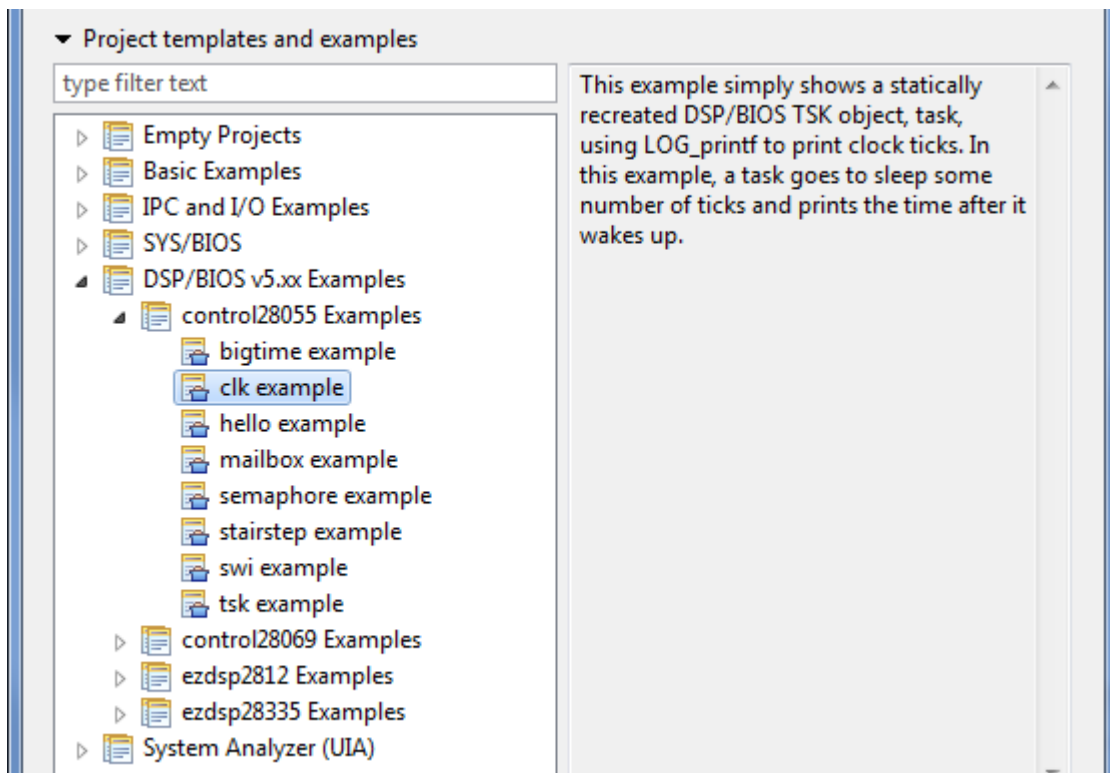 Project templates and examples
type filter text
Empty Projects
Basic Examples
IPC and I/O Examples
SYS/BIOS
DSP/BIOS v5.xx Examples
control28055 Examples
bigtime example
clk example
hello example
mailbox example
semaphore example
stairstep example
swi example
tsk example
control28069 Examples
ezdsp2812 Examples
ezdsp28335 Examples
System Analyzer (UIA)
This example simply shows a statically
recreated DSP/BIOS TSK object, task,
using LOG_printf to print clock ticks. In
this example, a task goes to sleep some
number of ticks and prints the time after it
wakes up.